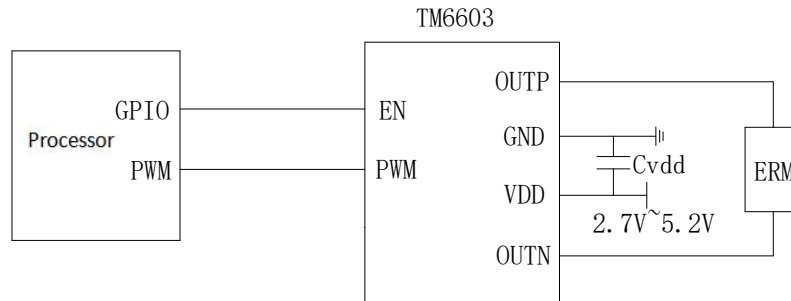 TM6603
Processor
GPIO
PWM
EN
PWM
OUTP
GND
Cvdd
VDD
2.7V~5.2V
OUTN
ERM